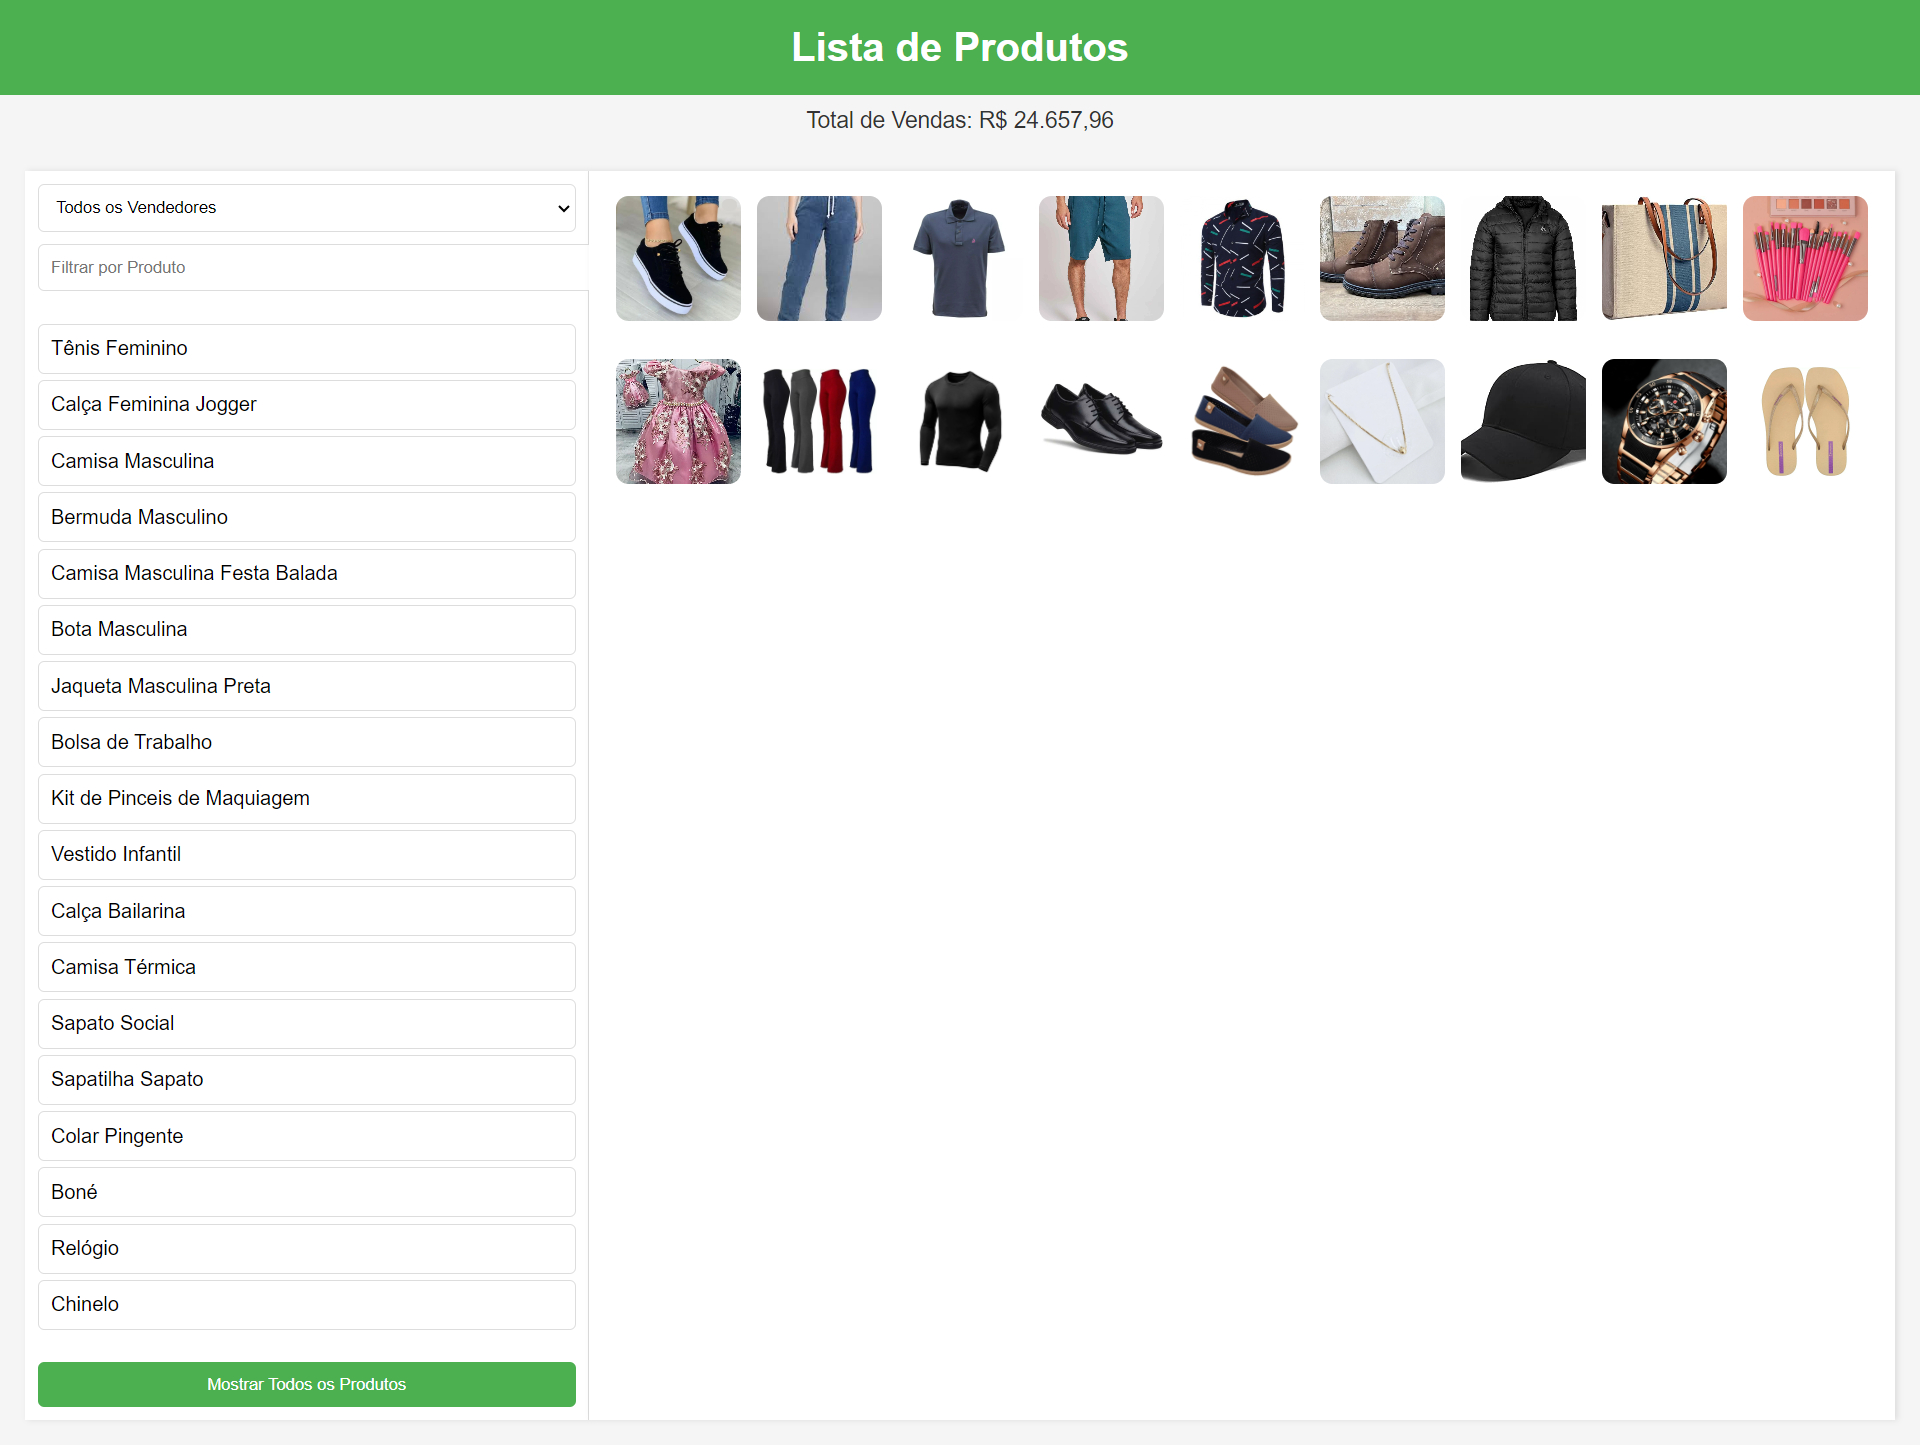 Lista de Produtos
Total de Vendas: R$ 24.657,96
Todos os Vendedores
Filtrar por Produto
Tênis Feminino
Calça Feminina Jogger
Camisa Masculina
Bermuda Masculino
Camisa Masculina Festa Balada
Bota Masculina
Jaqueta Masculina Preta
Bolsa de Trabalho
Kit de Pinceis de Maquiagem
Vestido Infantil
Calça Bailarina
Camisa Térmica
Sapato Social
Sapatilha Sapato
Colar Pingente
Boné
Relógio
Chinelo
Mostrar Todos os Produtos